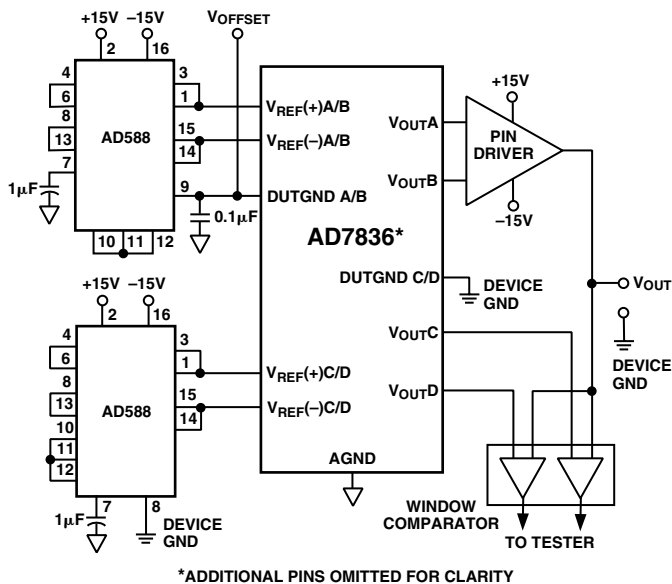 +15V –15V VOFFSET
2 16
4 3
6 1 VREF(+)A/B
8
13 AD588 15 VREF(–)A/B
14
7
1µF 9 DUTGND A/B
0.1µF
10 11 12
VOUTA
VOUTB
+15V
PIN
DRIVER
–15V
AD7836*
DUTGND C/D
DEVICE
GND
VOUT
DEVICE
GND
+15V –15V
2 16
4 3
6 1 VREF(+)C/D
8
13 AD588 15 VREF(–)C/D
14
10
11
12
7 8
1µF
DEVICE
GND
VOUTC
VOUTD
AGND
WINDOW
COMPARATOR
TO TESTER
*ADDITIONAL PINS OMITTED FOR CLARITY